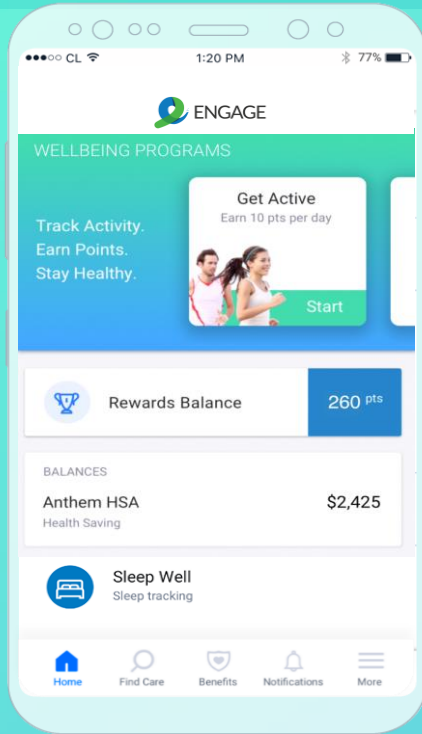 CL 1:20 PM 77%
ENGAGE
WELLBEING PROGRAMS
Track Activity.
Earn Points.
Stay Healthy.
Get Active
Earn 10 pts per day
Start
Rewards Balance 260 pts
BALANCES
Anthem HSA $2,425
Health Saving
Sleep Well
Sleep tracking
Home Find Care Benefits Notifications More